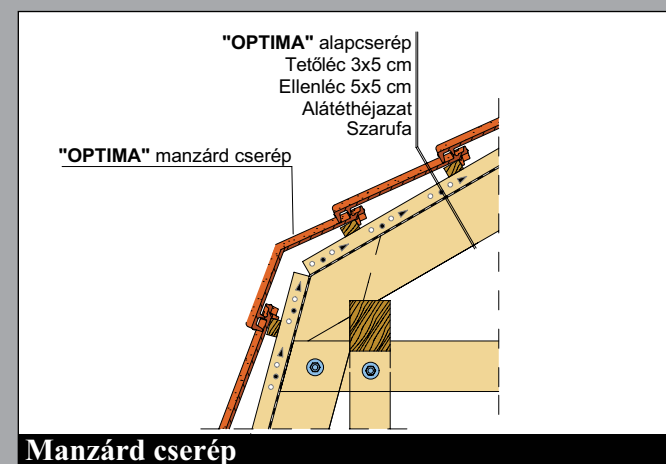 "OPTIMA" alapcserép
Tetőléc 3x5 cm
Ellenléc 5x5 cm
Alátéthéjazat
Szarufa
"OPTIMA" manzárd cserép
Manzárd cserép